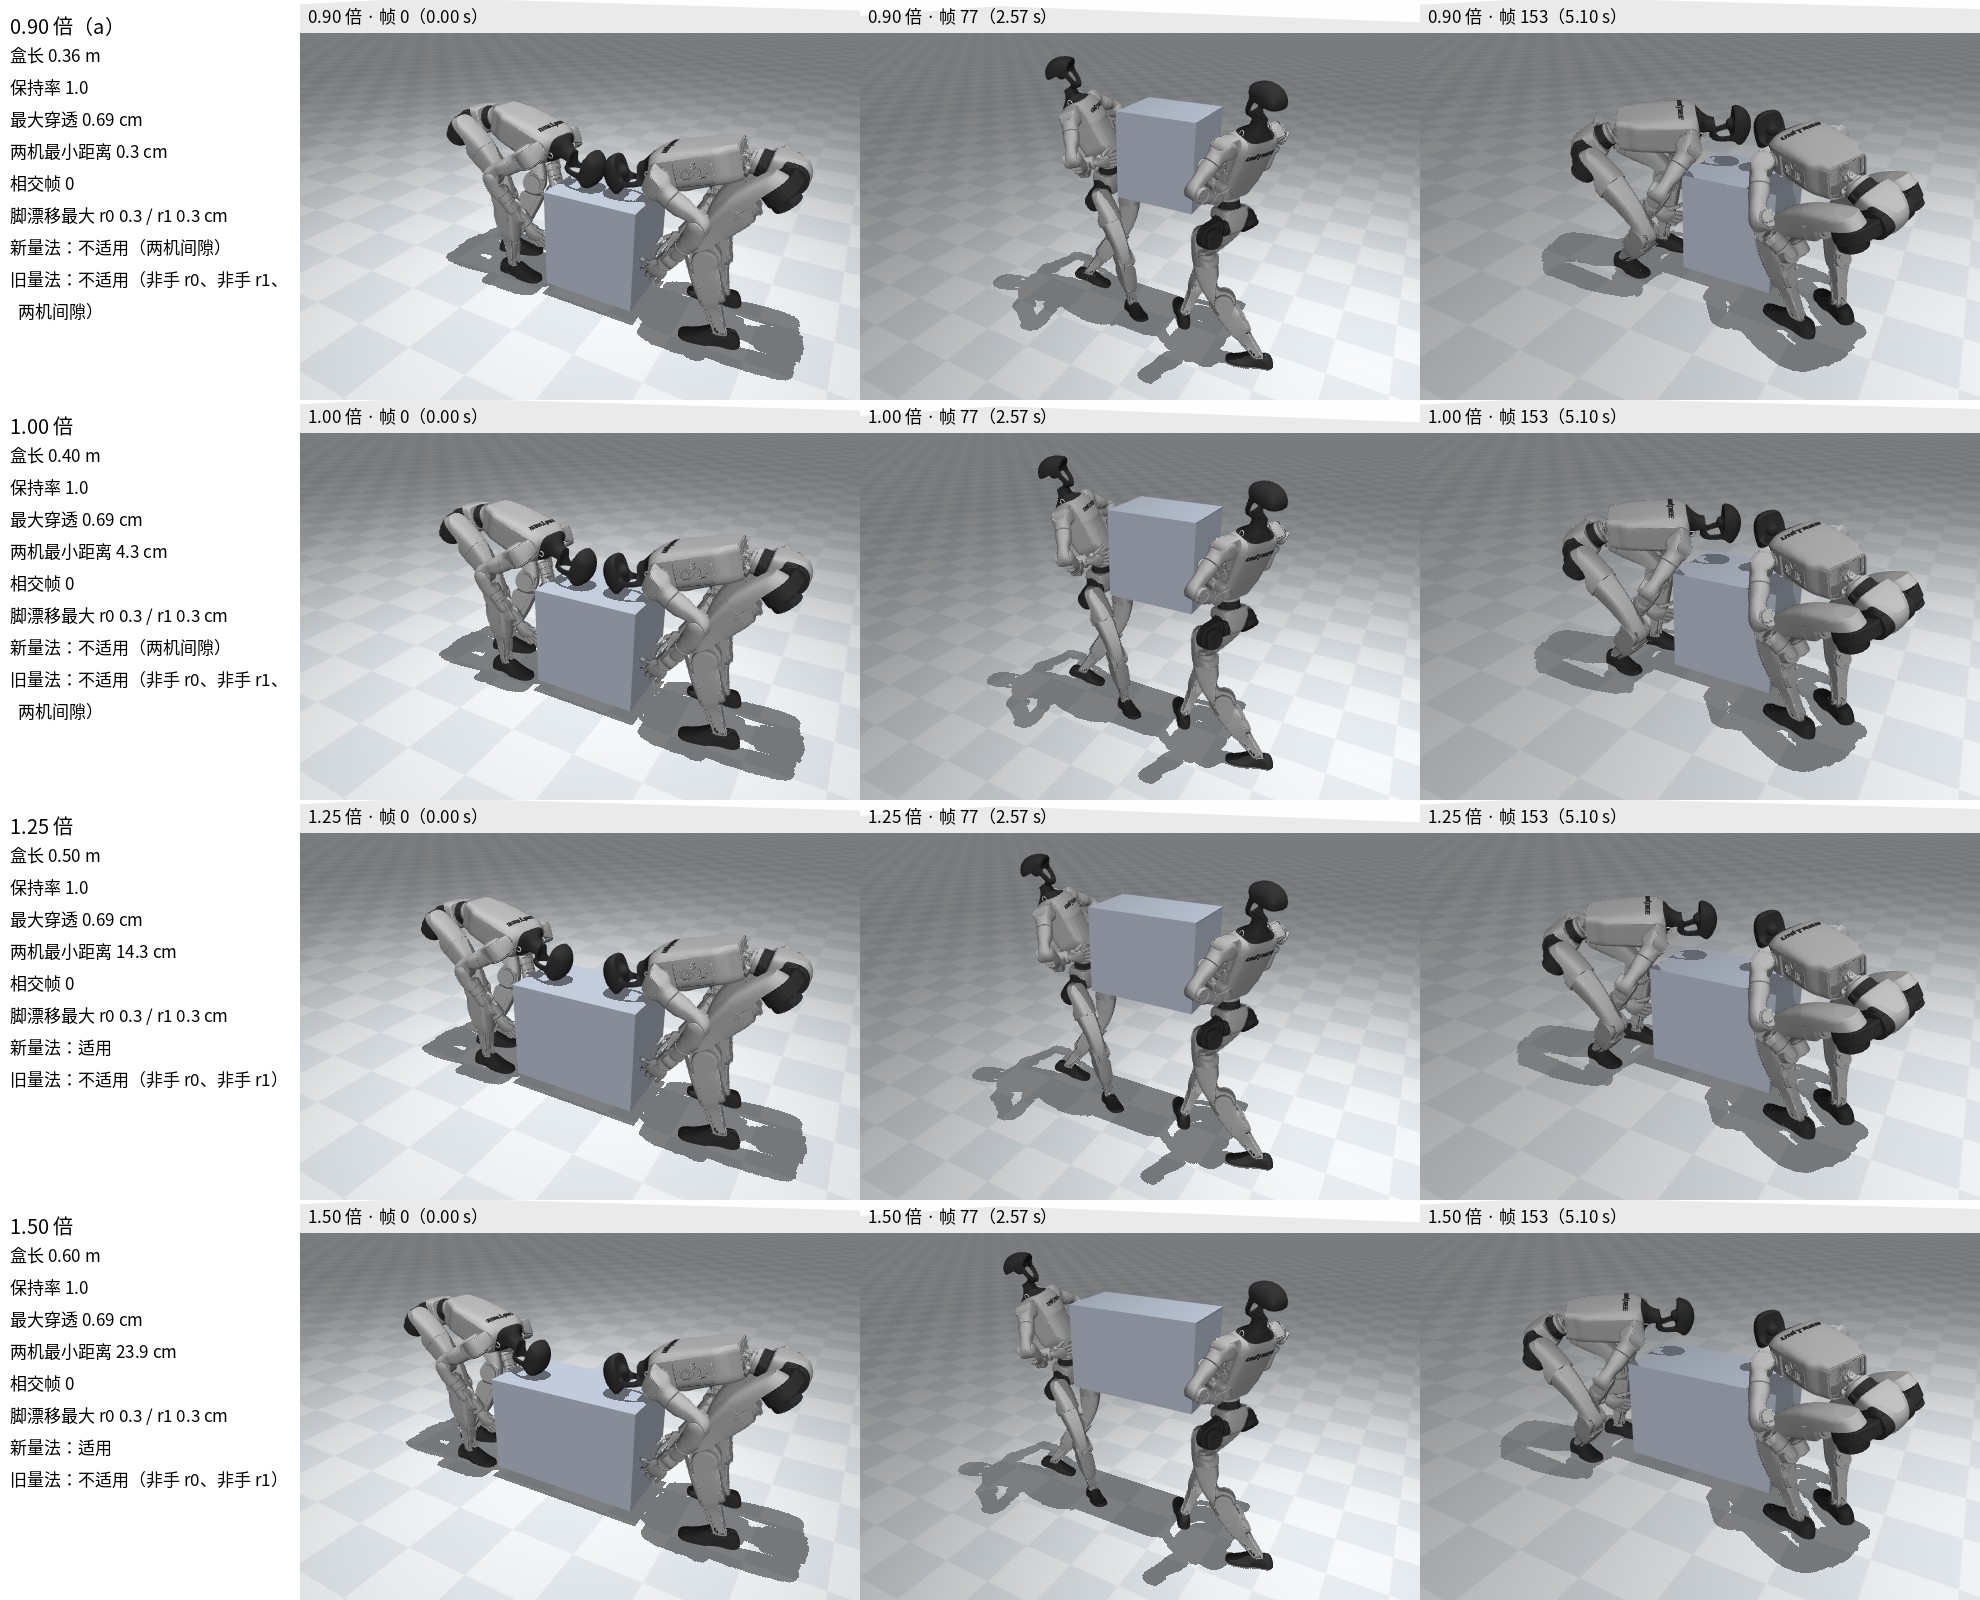 0.90 倍（a）
盒长 0.36 m
保持率 1.0
最大穿透 0.69 cm
两机最小距离 0.3 cm
相交帧 0
脚漂移最大 r0 0.3 / r1 0.3 cm
新量法：不适用（两机间隙）
旧量法：不适用（非手 r0、非手 r1、
两机间隙）
0.90 倍 · 帧 0（0.00 s）
0.90 倍 · 帧 77（2.57 s）
0.90 倍 · 帧 153（5.10 s）
1.00 倍
盒长 0.40 m
保持率 1.0
最大穿透 0.69 cm
两机最小距离 4.3 cm
相交帧 0
脚漂移最大 r0 0.3 / r1 0.3 cm
新量法：不适用（两机间隙）
旧量法：不适用（非手 r0、非手 r1、
两机间隙）
1.00 倍 · 帧 0（0.00 s）
1.00 倍 · 帧 77（2.57 s）
1.00 倍 · 帧 153（5.10 s）
1.25 倍
盒长 0.50 m
保持率 1.0
最大穿透 0.69 cm
两机最小距离 14.3 cm
相交帧 0
脚漂移最大 r0 0.3 / r1 0.3 cm
新量法：适用
旧量法：不适用（非手 r0、非手 r1）
1.25 倍 · 帧 0（0.00 s）
1.25 倍 · 帧 77（2.57 s）
1.25 倍 · 帧 153（5.10 s）
1.50 倍
盒长 0.60 m
保持率 1.0
最大穿透 0.69 cm
两机最小距离 23.9 cm
相交帧 0
脚漂移最大 r0 0.3 / r1 0.3 cm
新量法：适用
旧量法：不适用（非手 r0、非手 r1）
1.50 倍 · 帧 0（0.00 s）
1.50 倍 · 帧 77（2.57 s）
1.50 倍 · 帧 153（5.10 s）